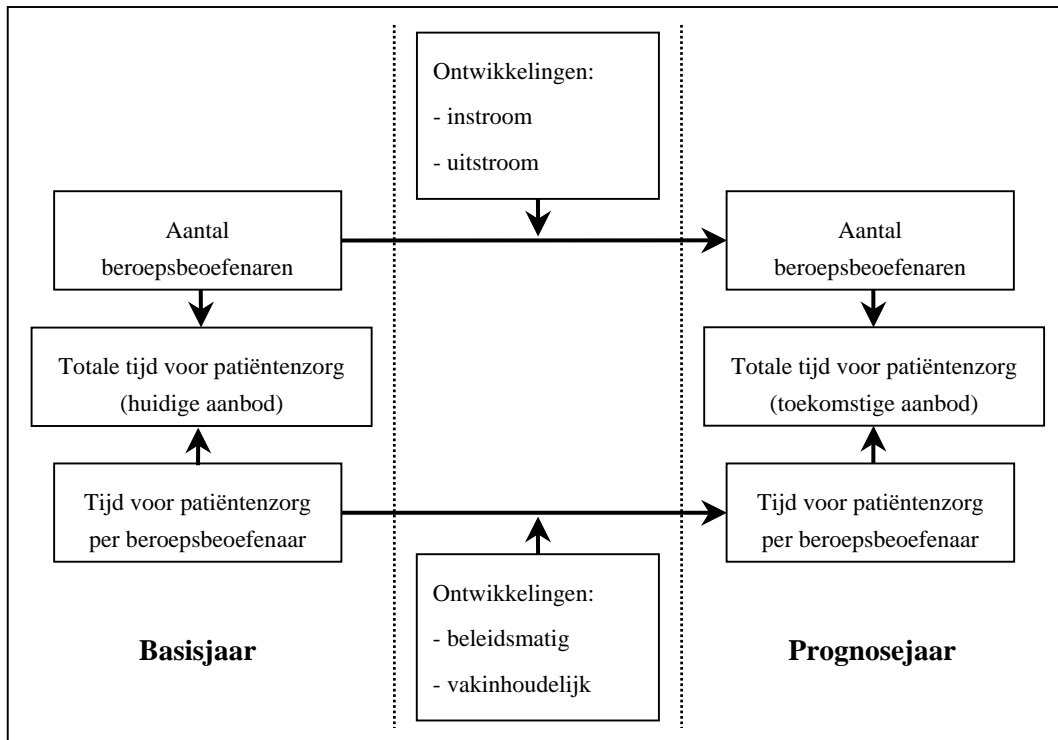 Ontwikkelingen:
- instroom
- uitstroom
Aantal
beroepsbeoefenaren
Aantal
beroepsbeoefenaren
Totale tijd voor patiëntenzorg
(huidige aanbod)
Totale tijd voor patiëntenzorg
(toekomstige aanbod)
Tijd voor patiëntenzorg
per beroepsbeoefenaar
Tijd voor patiëntenzorg
per beroepsbeoefenaar
Ontwikkelingen:
- beleidsmatig
- vakinhoudelijk
Basisjaar
Prognosejaar